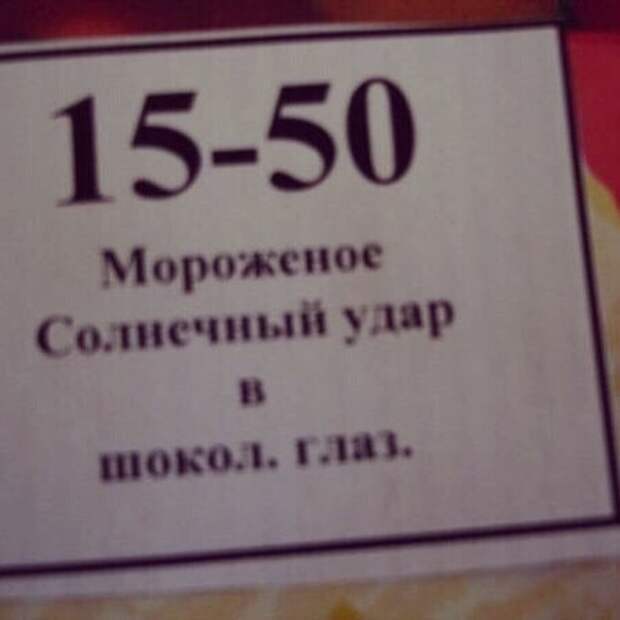 15-50
Мороженое
Солнечный удар
в
шокол. глаз.